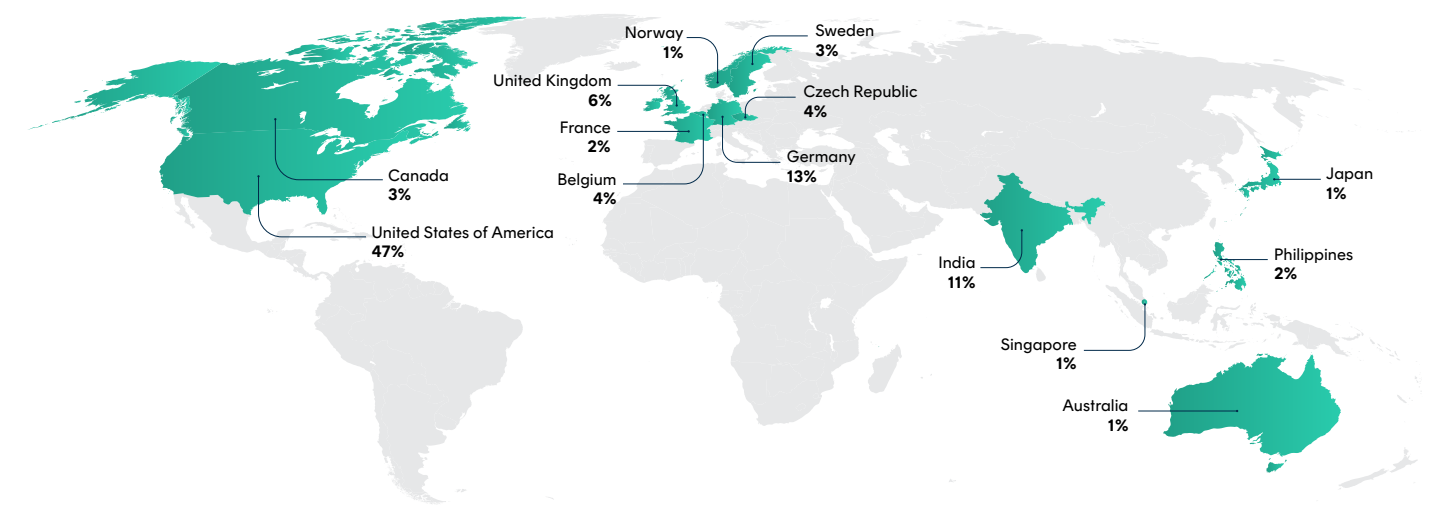 Norway
1%
Sweden
3%
United Kingdom
6%
Czech Republic
4%
France
2%
Germany
13%
Belgium
4%
Canada
3%
United States of America
47%
Japan
1%
India
11%
Philippines
2%
Singapore
1%
Australia
1%